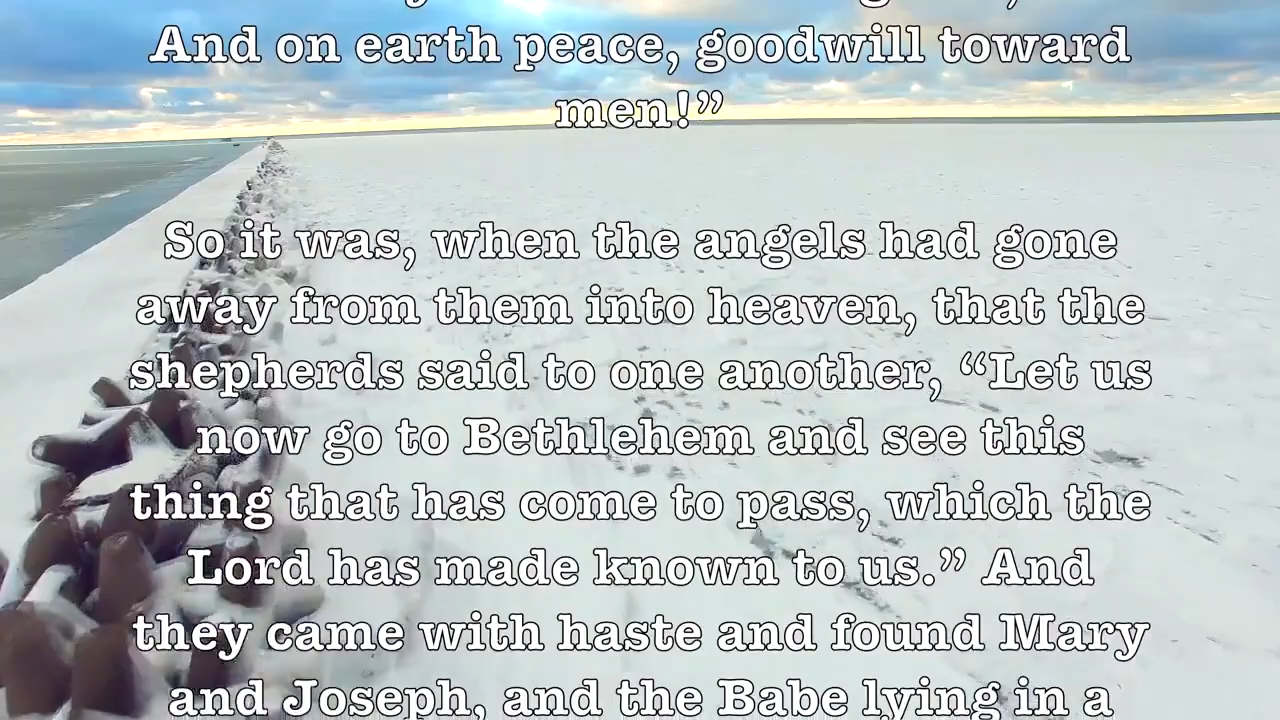 And on earth peace, goodwill toward
men!”
So it was, when the angels had gone
away from them into heaven, that the
shepherds said to one another, “Let us
now go to Bethlehem and see this
thing that has come to pass, which the
Lord has made known to us.” And
they came with haste and found Mary
and Joseph, and the Babe lying in a